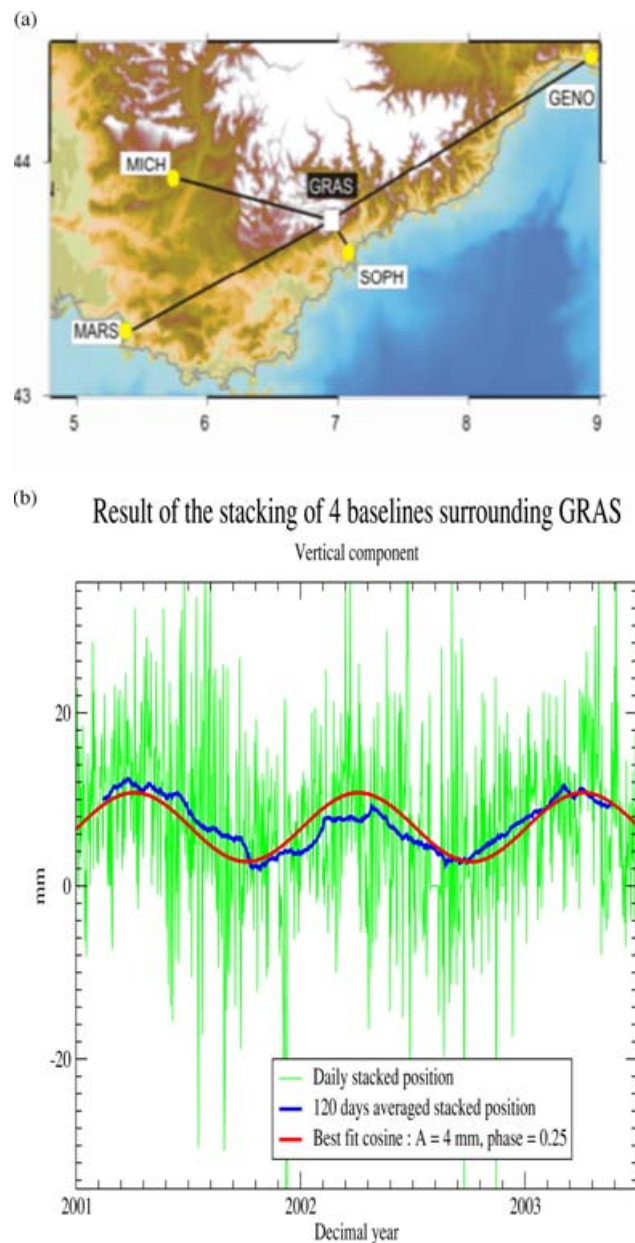 (a)
GENO
44
MICH
GRAS
SOPH
MARS
43
5 6 7 8 9
(b)
Result of the stacking of 4 baselines surrounding GRAS
Vertical component
20
0
mm
-20
Daily stacked position
120 days averaged stacked position
Best fit cosine : A = 4 mm, phase = 0.25
2001 2002 2003
Decimal year